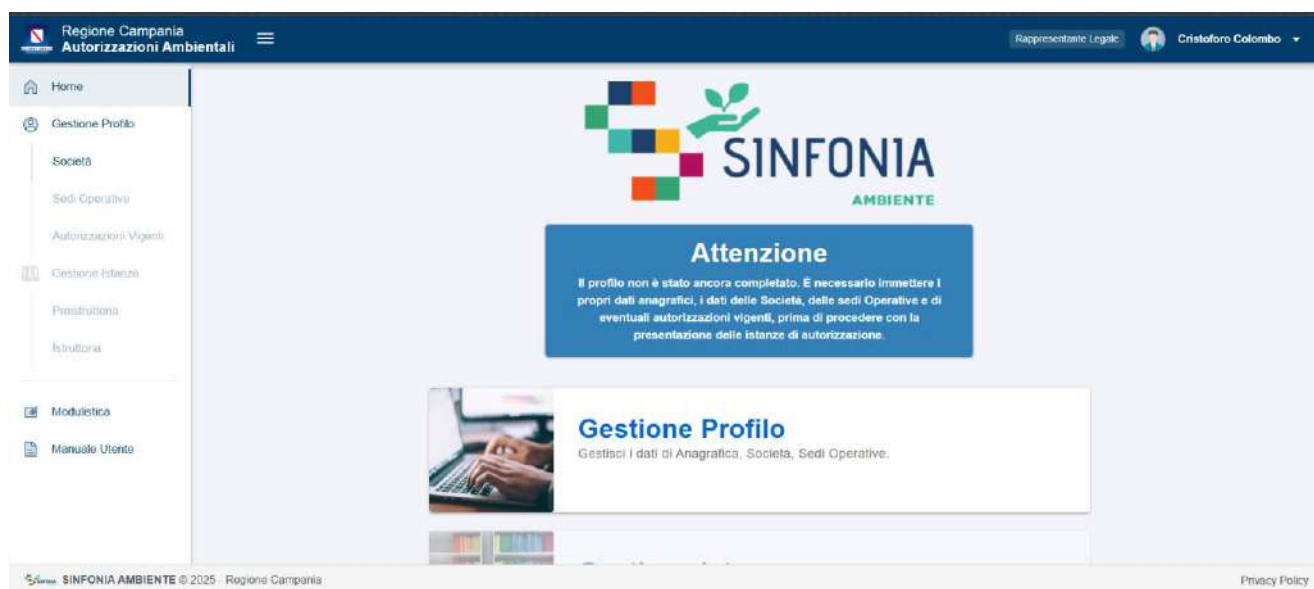 Regione Campania
Autorizzazioni Ambientali
Rappresentante Legale
Cristoforo Colombo
Home
Gestione Profilo
Società
Sedi Operative
Autorizzazioni Vigenti
Gestione Istanze
Preistruttoria
Istruttoria
Modulistica
Manuale Utente
SINFONIA
AMBIENTE
Attenzione
Il profilo non è stato ancora completato. È necessario immettere i
propri dati anagrafici, i dati delle Società, delle sedi Operative e di
eventuali autorizzazioni vigenti, prima di procedere con la
presentazione delle istanze di autorizzazione.
Gestione Profilo
Gestisci i dati di Anagrafica, Società, Sedi Operative.
SINFONIA AMBIENTE © 2025 - Regione Campania
Privacy Policy